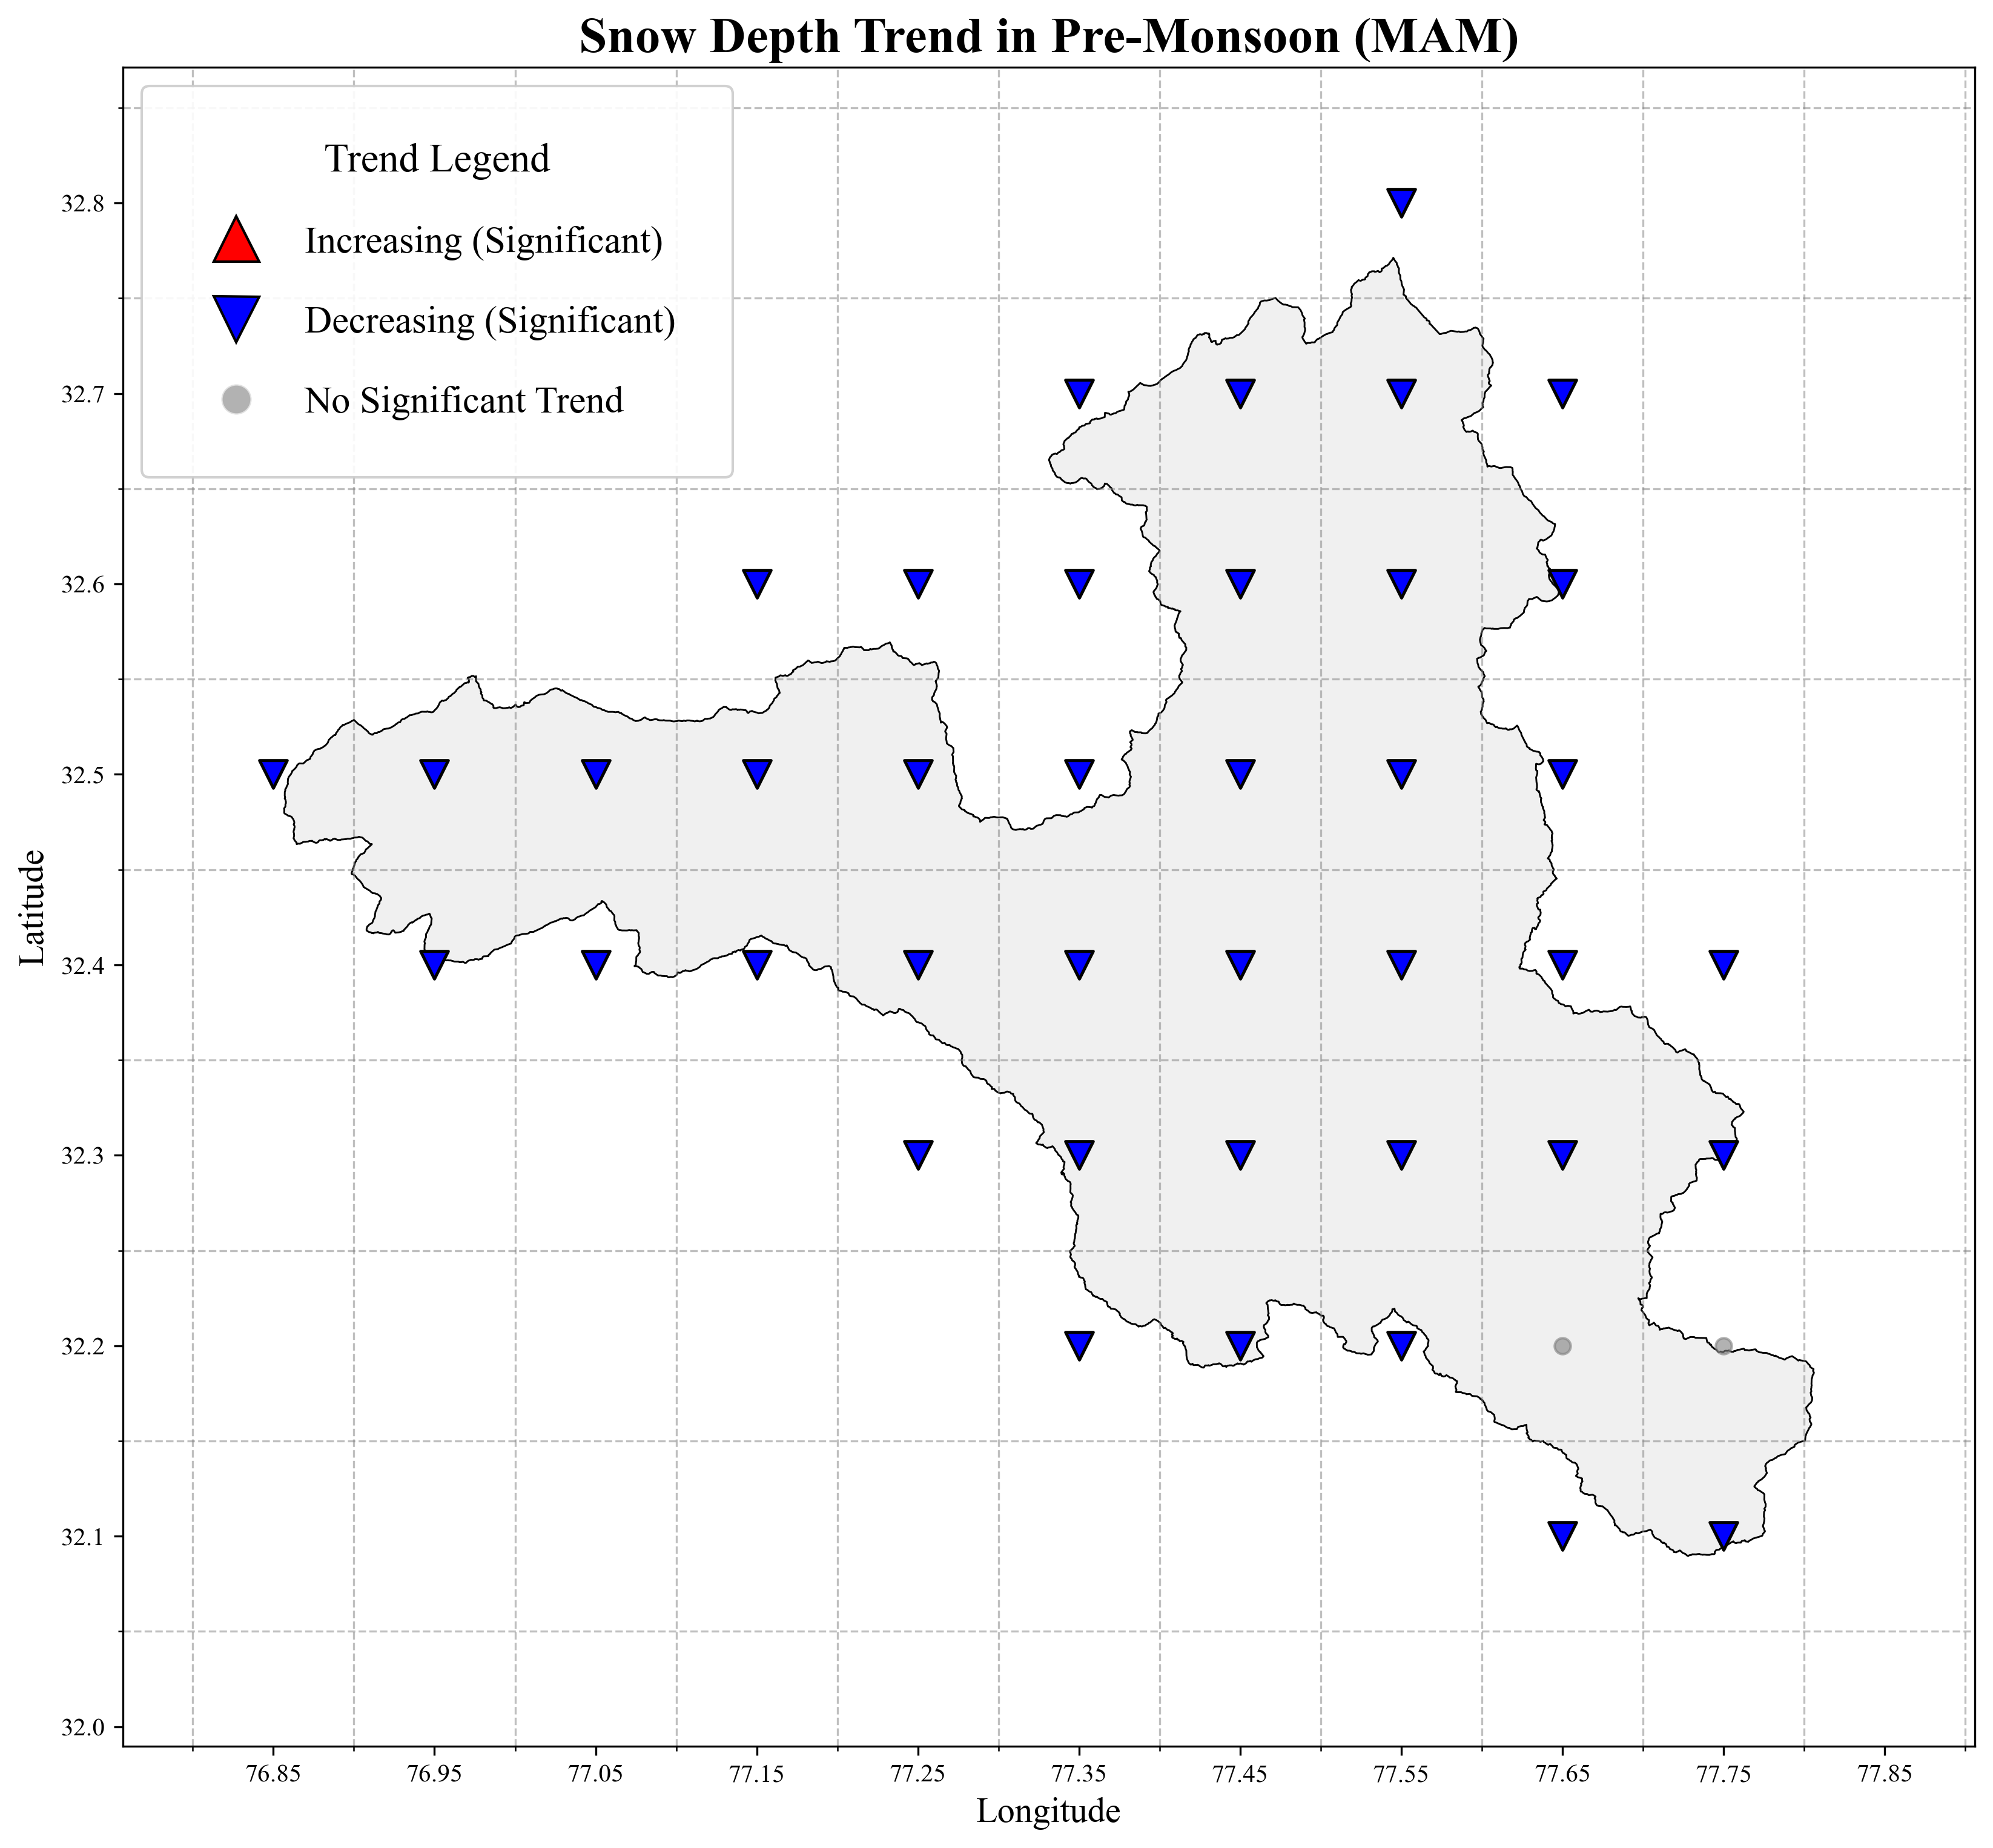 Snow Depth Trend in Pre-Monsoon (MAM)
Trend Legend
Increasing (Significant)
Decreasing (Significant)
No Significant Trend
Latitude
32.8
32.7
32.6
32.5
32.4
32.3
32.2
32.1
32.0
76.85 76.95 77.05 77.15 77.25 77.35 77.45 77.55 77.65 77.75 77.85
Longitude